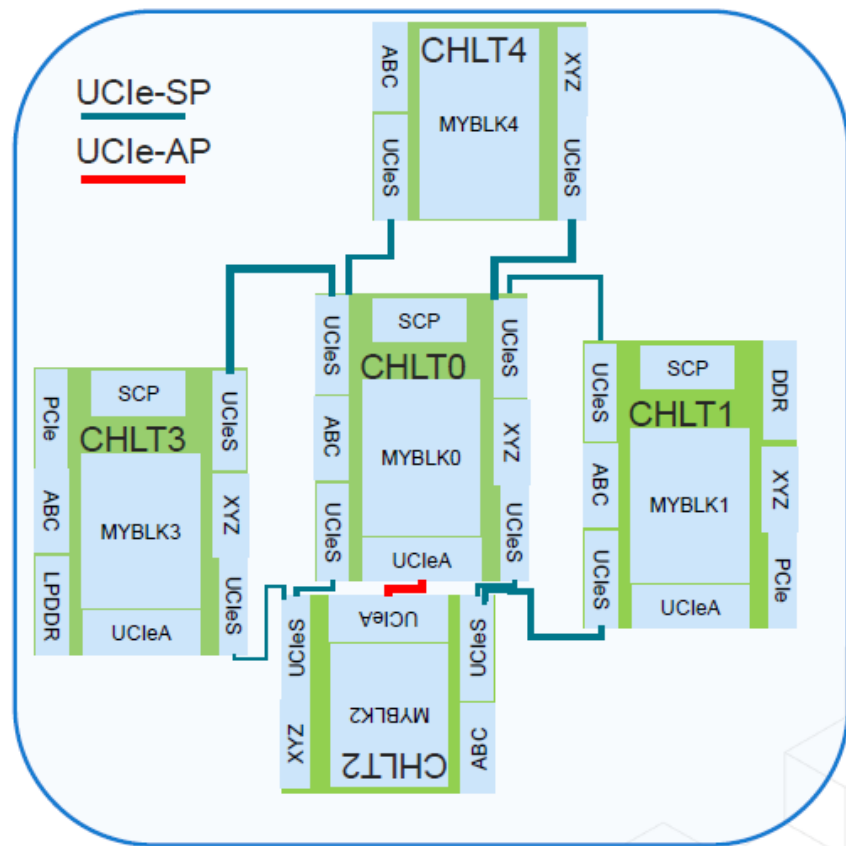 UCIe-SP
UCIe-AP
ABC
UCIeS
CHLT4
MYBLK4
XYZ
UCIeS
UCIeS
ABC
UCIeS
SCP
CHLT0
MYBLK0
UCIeA
UCIeS
XYZ
UCIeS
PCIe
ABC
LPDDR
SCP
CHLT3
MYBLK3
UCIeA
UCIeS
XYZ
UCIeS
UCIeS
ABC
UCIeS
SCP
CHLT1
MYBLK1
UCIeA
DDR
XYZ
PCIe
UCIeS
XYZ
UCIeA
MYBLK2
CHLT2
UCIeS
ABC